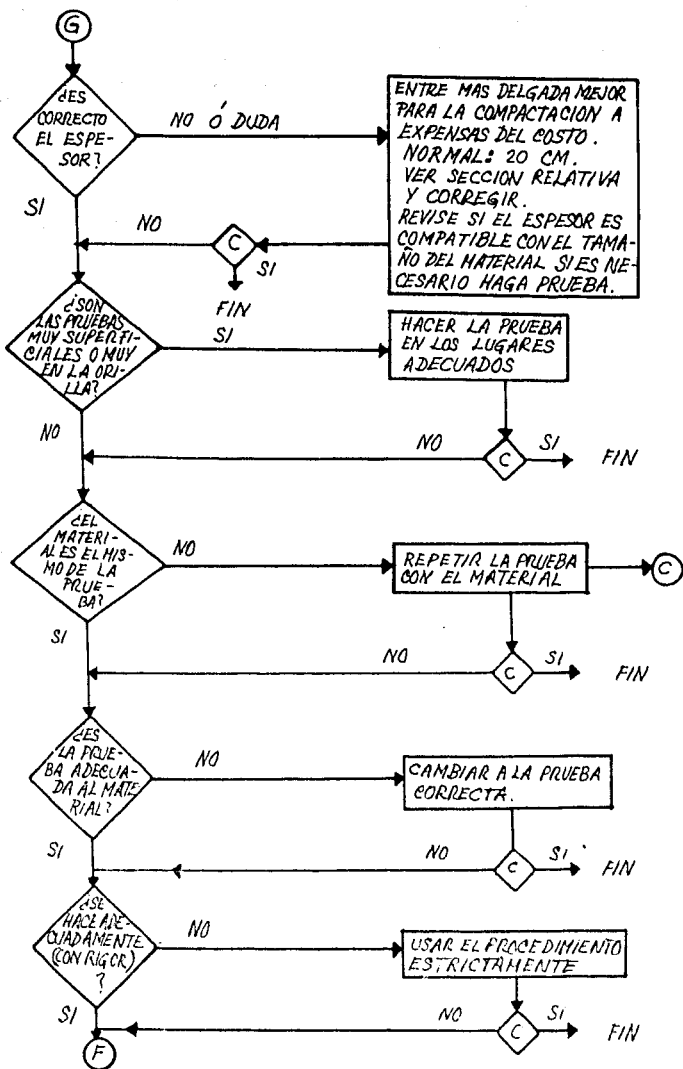 G
¿ES
CORRECTO
EL ESPE-
SOR?
NO Ó DUDA
ENTRE MAS DELGADA MEJOR
PARA LA COMPACTACION A
EXPENSAS DEL COSTO.
NORMAL: 20 CM.
VER SECCION RELATIVA
Y CORREGIR.
REVISE SI EL ESPESOR ES
COMPATIBLE CON EL TAMA-
ÑO DEL MATERIAL SI ES NE-
CESARIO HAGA PRUEBA.
SI
NO
C
SI
FIN
¿SON
LAS PRUEBAS
MUY SUPERFI-
CIALES O MUY
EN LA ORI-
LLA?
SI
HACER LA PRUEBA
EN LOS LUGARES
ADECUADOS
NO
NO
C
SI
FIN
¿EL
MATERI-
AL ES EL MIS-
MO DE LA
PRUE-
BA?
NO
REPETIR LA PRUEBA
CON EL MATERIAL
C
SI
NO
C
SI
FIN
¿ES
LA PRUE-
BA ADECUA-
DA AL MATE-
RIAL?
NO
CAMBIAR A LA PRUEBA
CORRECTA.
SI
NO
C
SI
FIN
¿SE
HACE ADE-
CUADAMENTE
(CON RIGOR)
?
NO
USAR EL PROCEDIMIENTO
ESTRICTAMENTE
SI
NO
C
SI
FIN
F